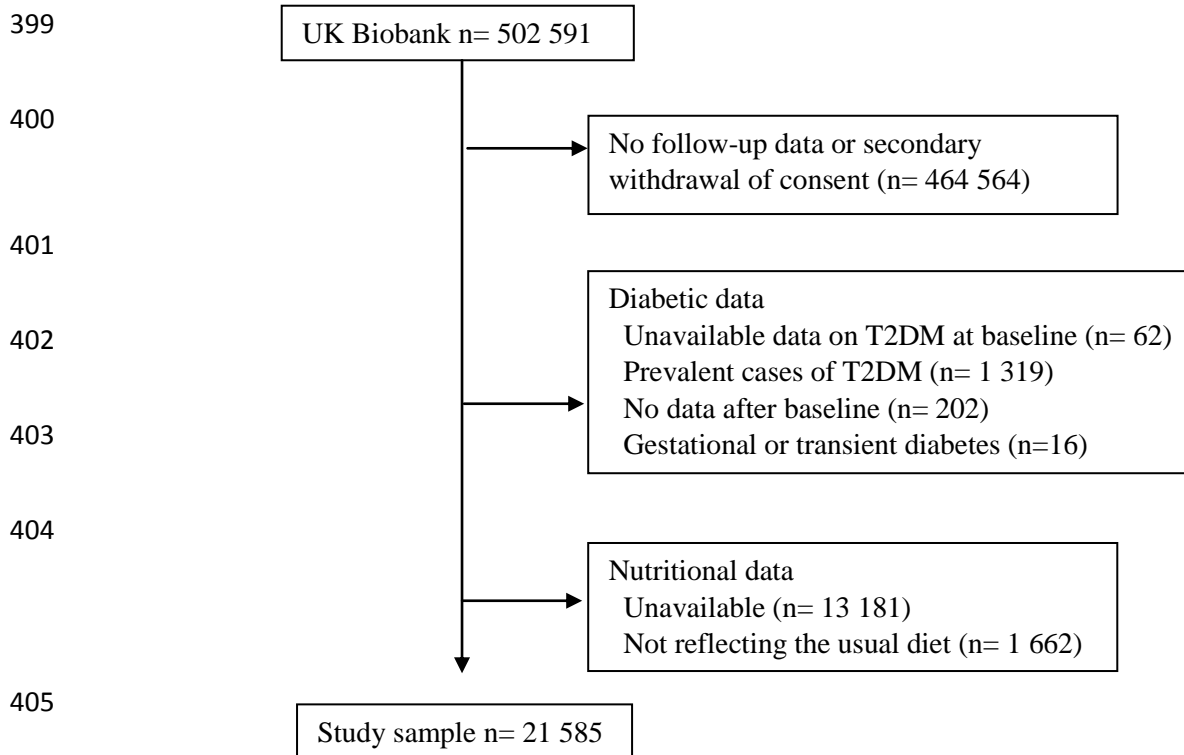 399
UK Biobank n= 502 591
400
No follow-up data or secondary
withdrawal of consent (n= 464 564)
401
Diabetic data
402
Unavailable data on T2DM at baseline (n= 62)
Prevalent cases of T2DM (n= 1 319)
No data after baseline (n= 202)
403
Gestational or transient diabetes (n=16)
404
Nutritional data
Unavailable (n= 13 181)
Not reflecting the usual diet (n= 1 662)
405
Study sample n= 21 585